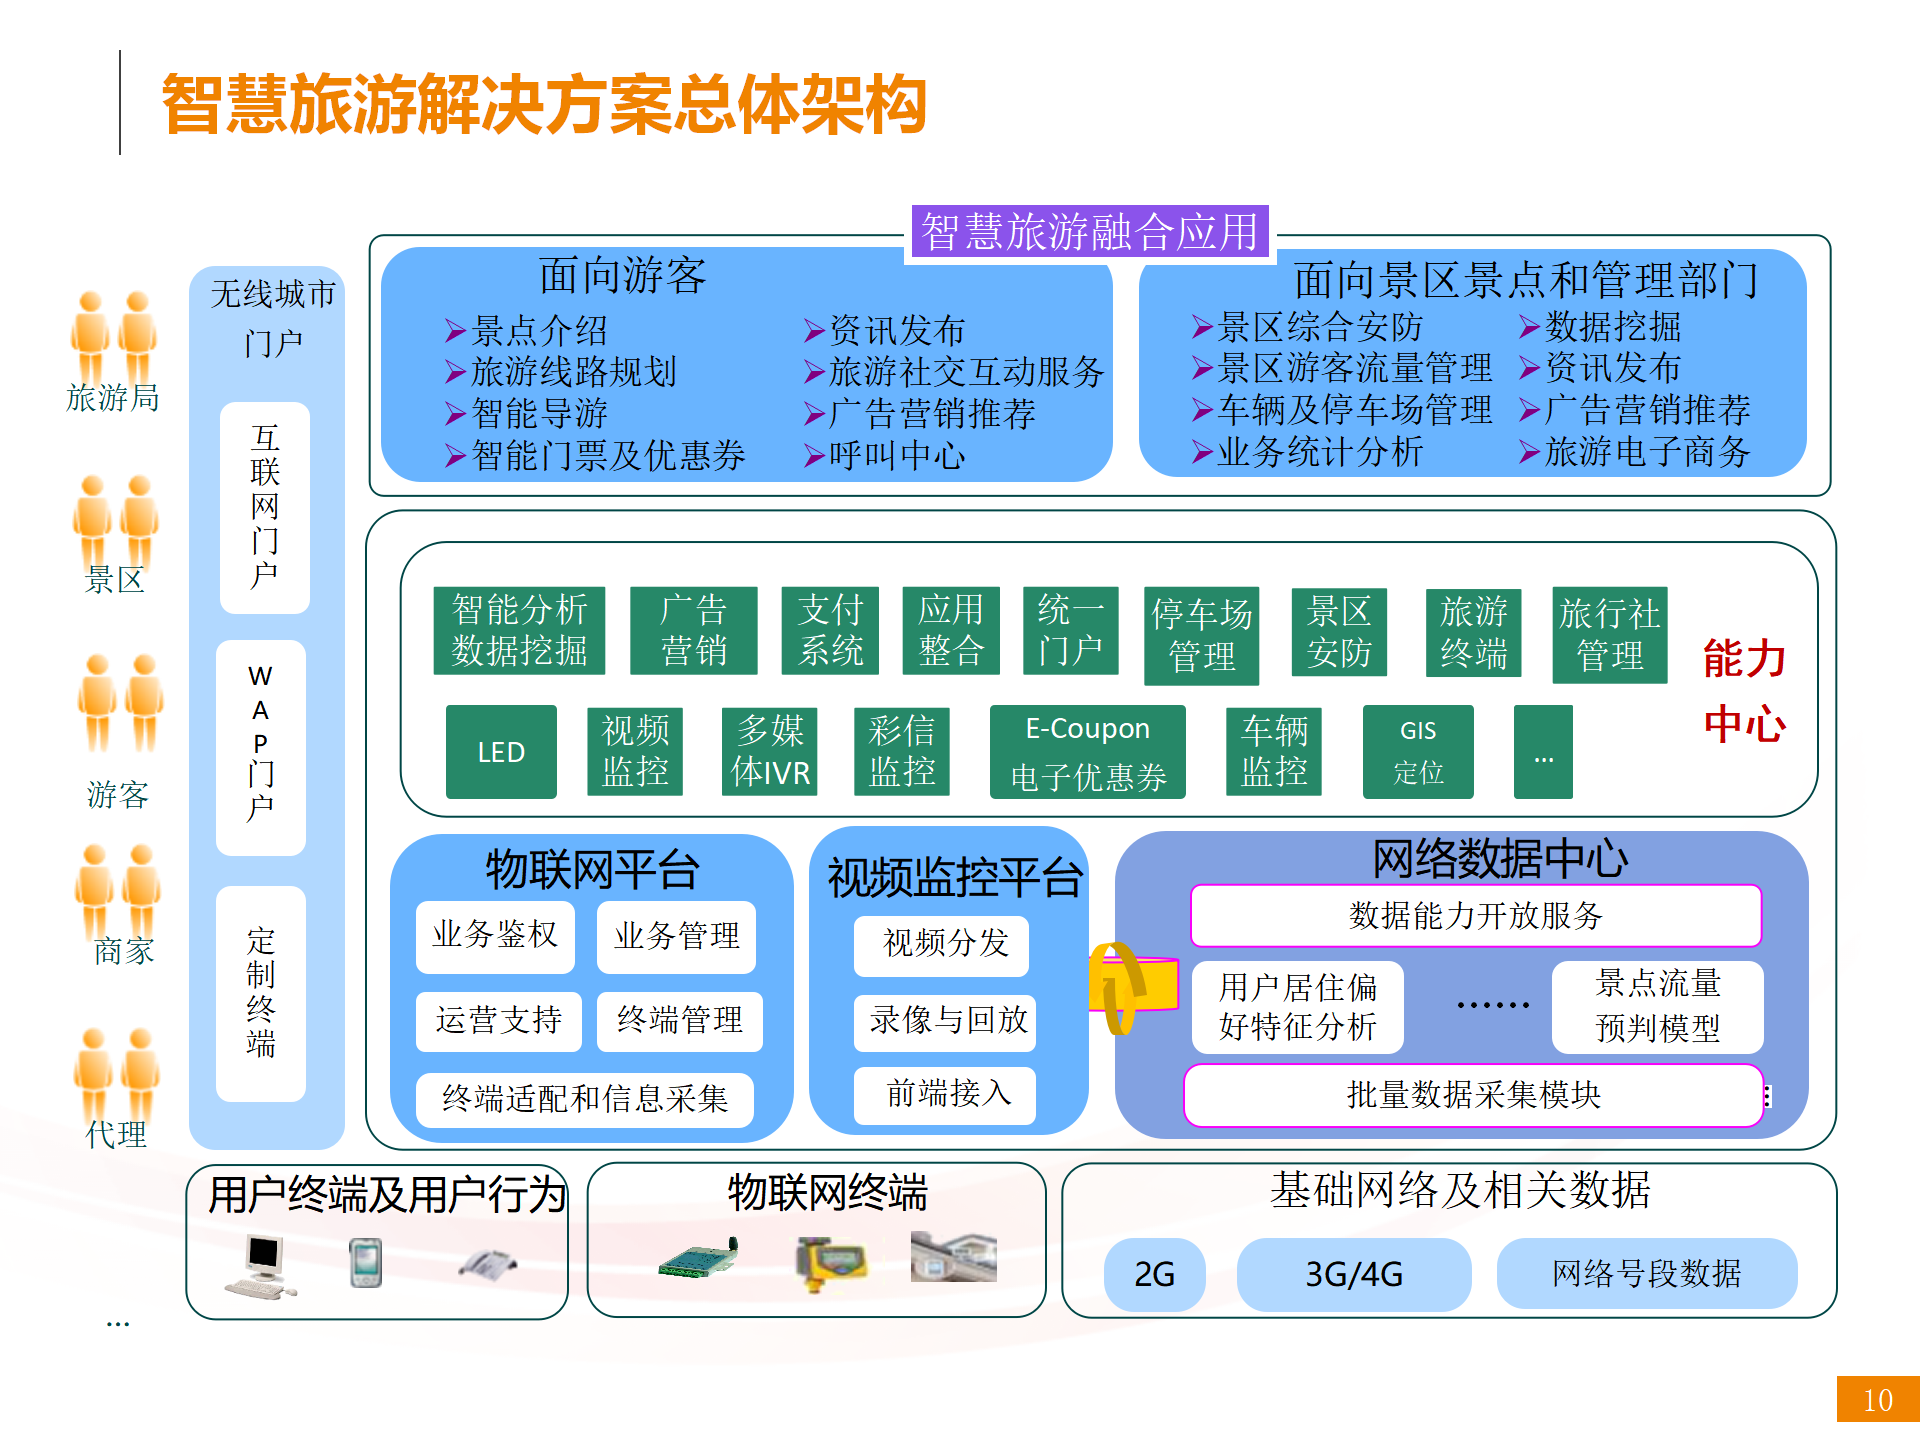 智慧旅游解决方案总体架构
智慧旅游融合应用
面向游客
景点介绍
旅游线路规划
智能导游
智能门票及优惠券
资讯发布
旅游社交互动服务
广告营销推荐
呼叫中心
面向景区景点和管理部门
景区综合安防
景区游客流量管理
车辆及停车场管理
业务统计分析
数据挖掘
资讯发布
广告营销推荐
旅游电子商务
旅游局
景区
游客
商家
代理
...
无线城市
门户
互联网门户
WAP门户
定制终端
智能分析
数据挖掘
广告
营销
支付
系统
应用
整合
统一
门户
停车场
管理
景区
安防
旅游
终端
旅行社
管理
能力
中心
LED
视频
监控
多媒
体IVR
彩信
监控
E-Coupon
电子优惠券
车辆
监控
GIS
定位
...
物联网平台
业务鉴权
业务管理
运营支持
终端管理
终端适配和信息采集
视频监控平台
视频分发
录像与回放
前端接入
网络数据中心
数据能力开放服务
用户居住偏
好特征分析
······
景点流量
预判模型
批量数据采集模块
用户终端及用户行为
物联网终端
基础网络及相关数据
2G
3G/4G
网络号段数据
10